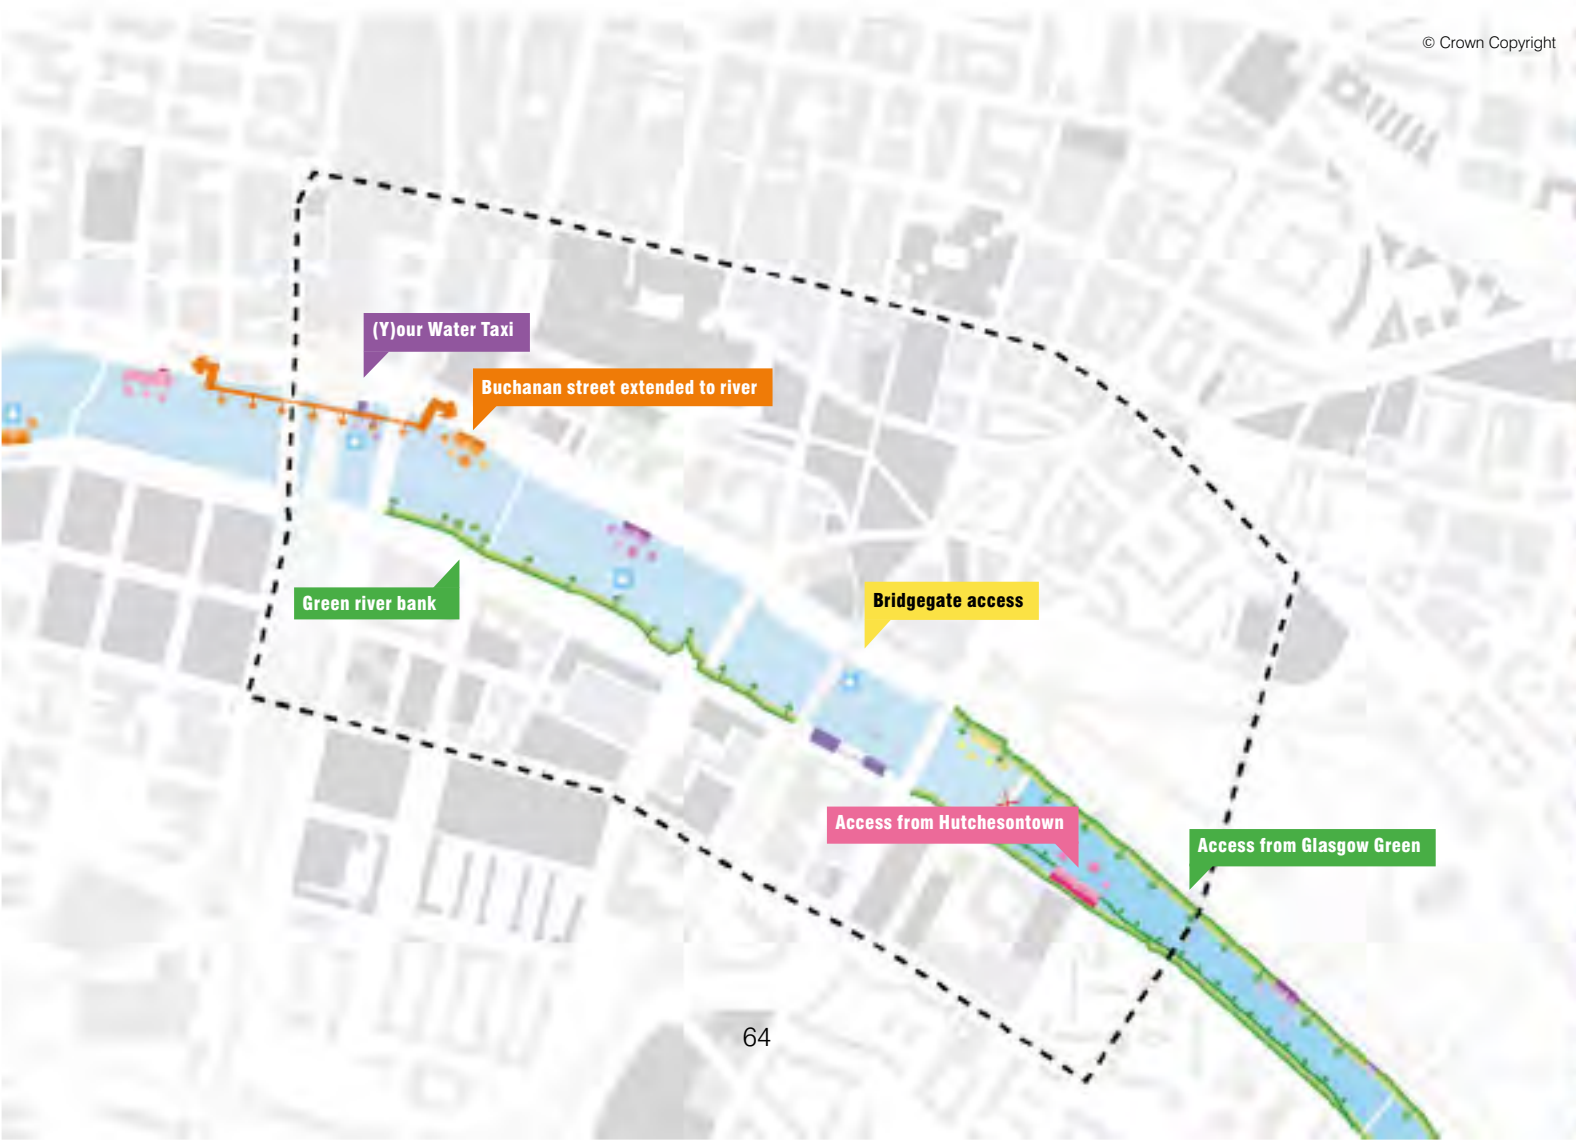 © Crown Copyright
(Y)our Water Taxi
Buchanan street extended to river
Green river bank
Bridgegate access
Access from Hutchesontown
Access from Glasgow Green
64